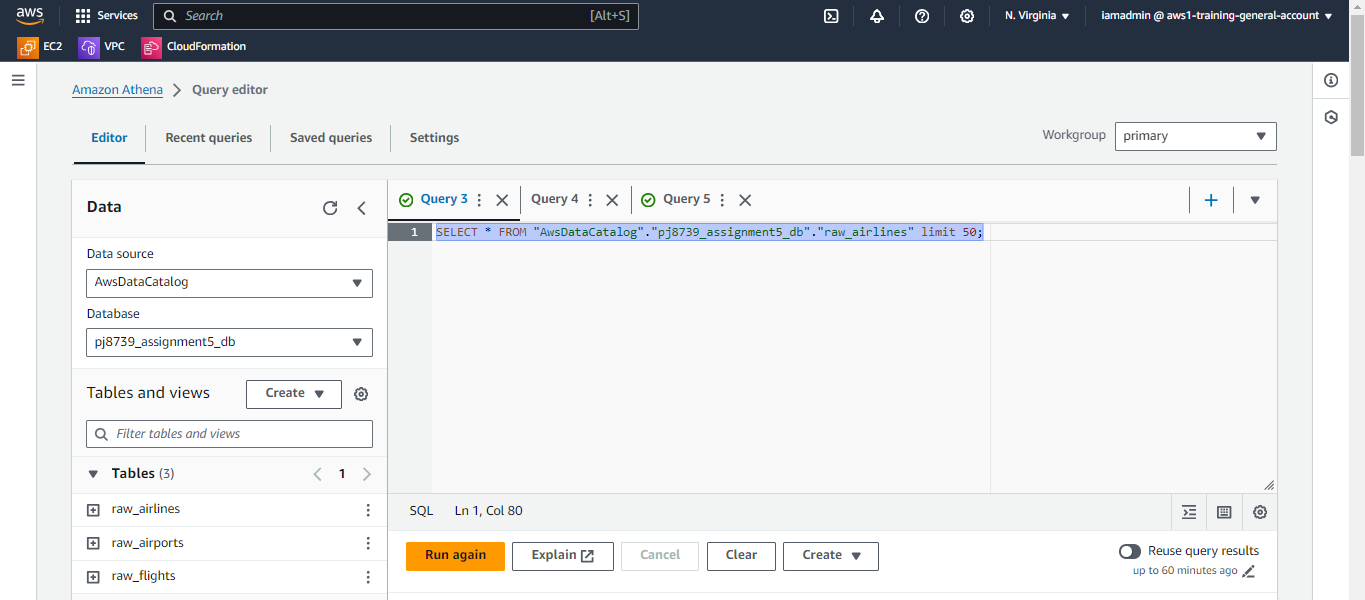 aws
Services
Search [Alt+S]
N. Virginia
iamadmin @ aws1-training-general-account
EC2 VPC CloudFormation
Amazon Athena Query editor
Editor Recent queries Saved queries Settings
Workgroup primary
Data
Data source
AwsDataCatalog
Database
pj8739_assignment5_db
Tables and views Create
Filter tables and views
Tables (3) 1
raw_airlines
raw_airports
raw_flights
Query 3 Query 4 Query 5
1 SELECT * FROM "AwsDataCatalog"."pj8739_assignment5_db"."raw_airlines" limit 50;
SQL Ln 1, Col 80
Run again Explain Cancel Clear Create
Reuse query results
up to 60 minutes ago